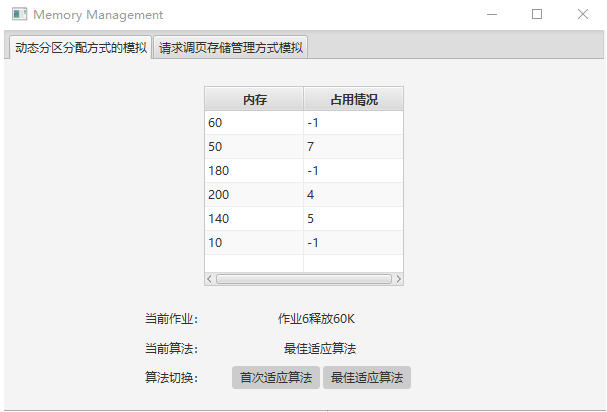 Memory Management
动态分区分配方式的模拟 请求调页存储管理方式模拟
内存 占用情况
60 -1
50 7
180 -1
200 4
140 5
10 -1
当前作业： 作业6释放60K
当前算法： 最佳适应算法
算法切换： 首次适应算法 最佳适应算法